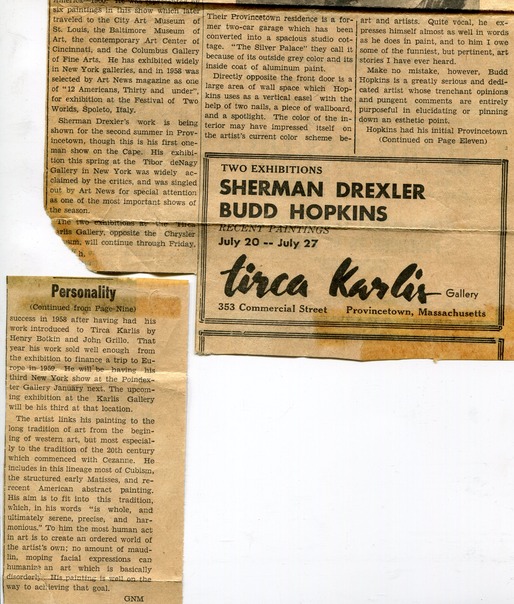 six paintings in this show which later
traveled to the City Art Museum of
St. Louis, the Baltimore Museum of
Art, the contemporary Art Center of
Cincinnati, and the Columbus Gallery
of Fine Arts. He has exhibited widely
in New York galleries, and in 1958 was
selected by Art News magazine as one
of "12 Americans, Thirty and under",
for exhibition at the Festival of Two
Worlds, Spoleto, Italy.
Sherman Drexler's work is being
shown for the second summer in Prov-
incetown, though this is his first one-
man show on the Cape. His exhibi-
tion this spring at the Tibor deNagy
Gallery in New York was widely ac-
claimed by the critics, and was singled
out by Art News for special attention
as one of the most important shows of
the season.
The two exhibitions at the Tirca
Karlis Gallery, opposite the Chrysler
will continue through Friday,
Their Provincetown residence is a for-
mer two-car garage which has been
converted into a spacious studio cot-
tage. "The Silver Palace" they call it
because of its outside grey color and its
inside coat of aluminum paint.
Directly opposite the front door is a
large area of wall space which Hop-
kins uses as a vertical easel with the
help of two nails, a piece of wallboard,
and a spotlight. The color of the in-
terior may have impressed itself on
the artist's current color scheme be-
art and artists. Quite vocal, he ex-
presses himself almost as well in words
as he does in paint, and to him I owe
some of the funniest, but pertinent, art
stories I have ever heard.
Make no mistake, however, Budd
Hopkins is a greatly serious and dedi-
cated artist whose trenchant opinions
and pungent comments are entirely
purposeful in elucidating or pinning
down an esthetic point.
Hopkins had his initial Provincetown
(Continued on Page Eleven)
TWO EXHIBITIONS
SHERMAN DREXLER
BUDD HOPKINS
RECENT PAINTINGS
July 20 -- July 27
tirca Karlis Gallery
353 Commercial Street Provincetown, Massachusetts
Personality
(Continued from Page Nine)
success in 1958 after having had his
work introduced to Tirca Karlis by
Henry Botkin and John Grillo. That
year his work sold well enough from
the exhibition to finance a trip to Eu-
rope in 1959. He will be having his
third New York show at the Poindex-
ter Gallery January next. The upcom-
ing exhibition at the Karlis Gallery
will be his third at that location.
The artist links his painting to the
long tradition of art from the begin-
ing of western art, but most especial-
ly to the tradition of the 20th century
which commenced with Cezanne. He
includes in this lineage most of Cubism,
the structured early Matisses, and re-
recent American abstract painting.
His aim is to fit into this tradition,
which, in his words "is whole, and
ultimately serene, precise, and har-
monious." To him the most human act
in art is to create an ordered world of
the artist's own; no amount of maud-
lin, moping facial expressions can
humanize an art which is basically
disorderly. His painting is well on the
way to achieving that goal.
GNM